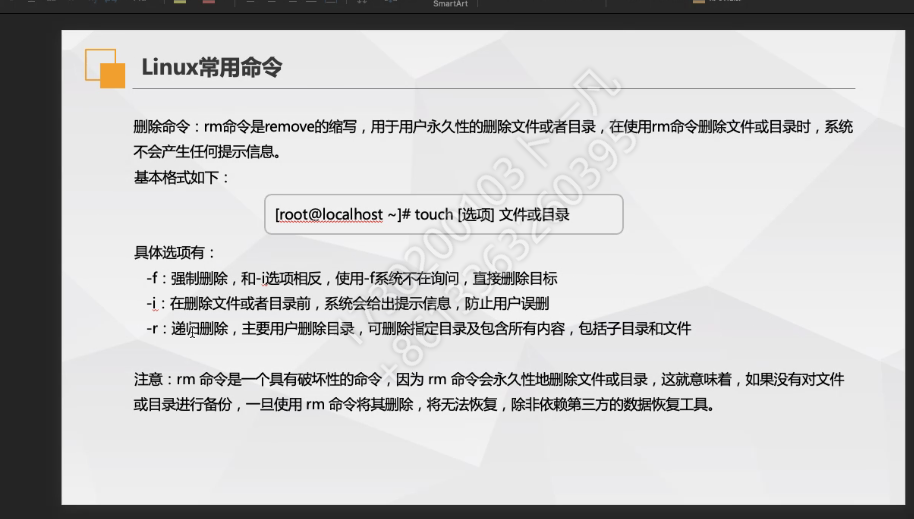 SmartArt
Linux常用命令
删除命令：rm命令是remove的缩写，用于用户永久性的删除文件或者目录，在使用rm命令删除文件或目录时，系统
不会产生任何提示信息。
基本格式如下：
[root@localhost ~]# touch [选项] 文件或目录
具体选项有：
-f：强制删除，和-i选项相反，使用-f系统不在询问，直接删除目标
-i：在删除文件或者目录前，系统会给出提示信息，防止用户误删
-r：递归删除，主要用户删除目录，可删除指定目录及包含所有内容，包括子目录和文件
注意：rm 命令是一个具有破坏性的命令，因为 rm 命令会永久性地删除文件或目录，这就意味着，如果没有对文件
或目录进行备份，一旦使用 rm 命令将其删除，将无法恢复，除非依赖第三方的数据恢复工具。